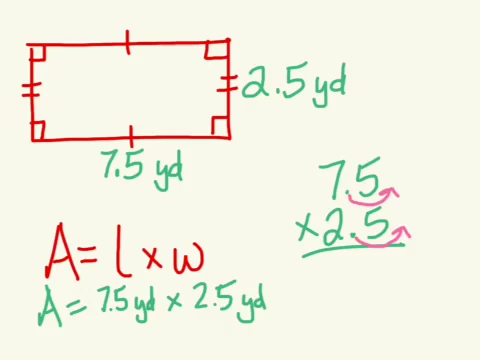 2.5 yd
7.5 yd
7.5
× 2.5
A = l × w
A = 7.5 yd × 2.5 yd